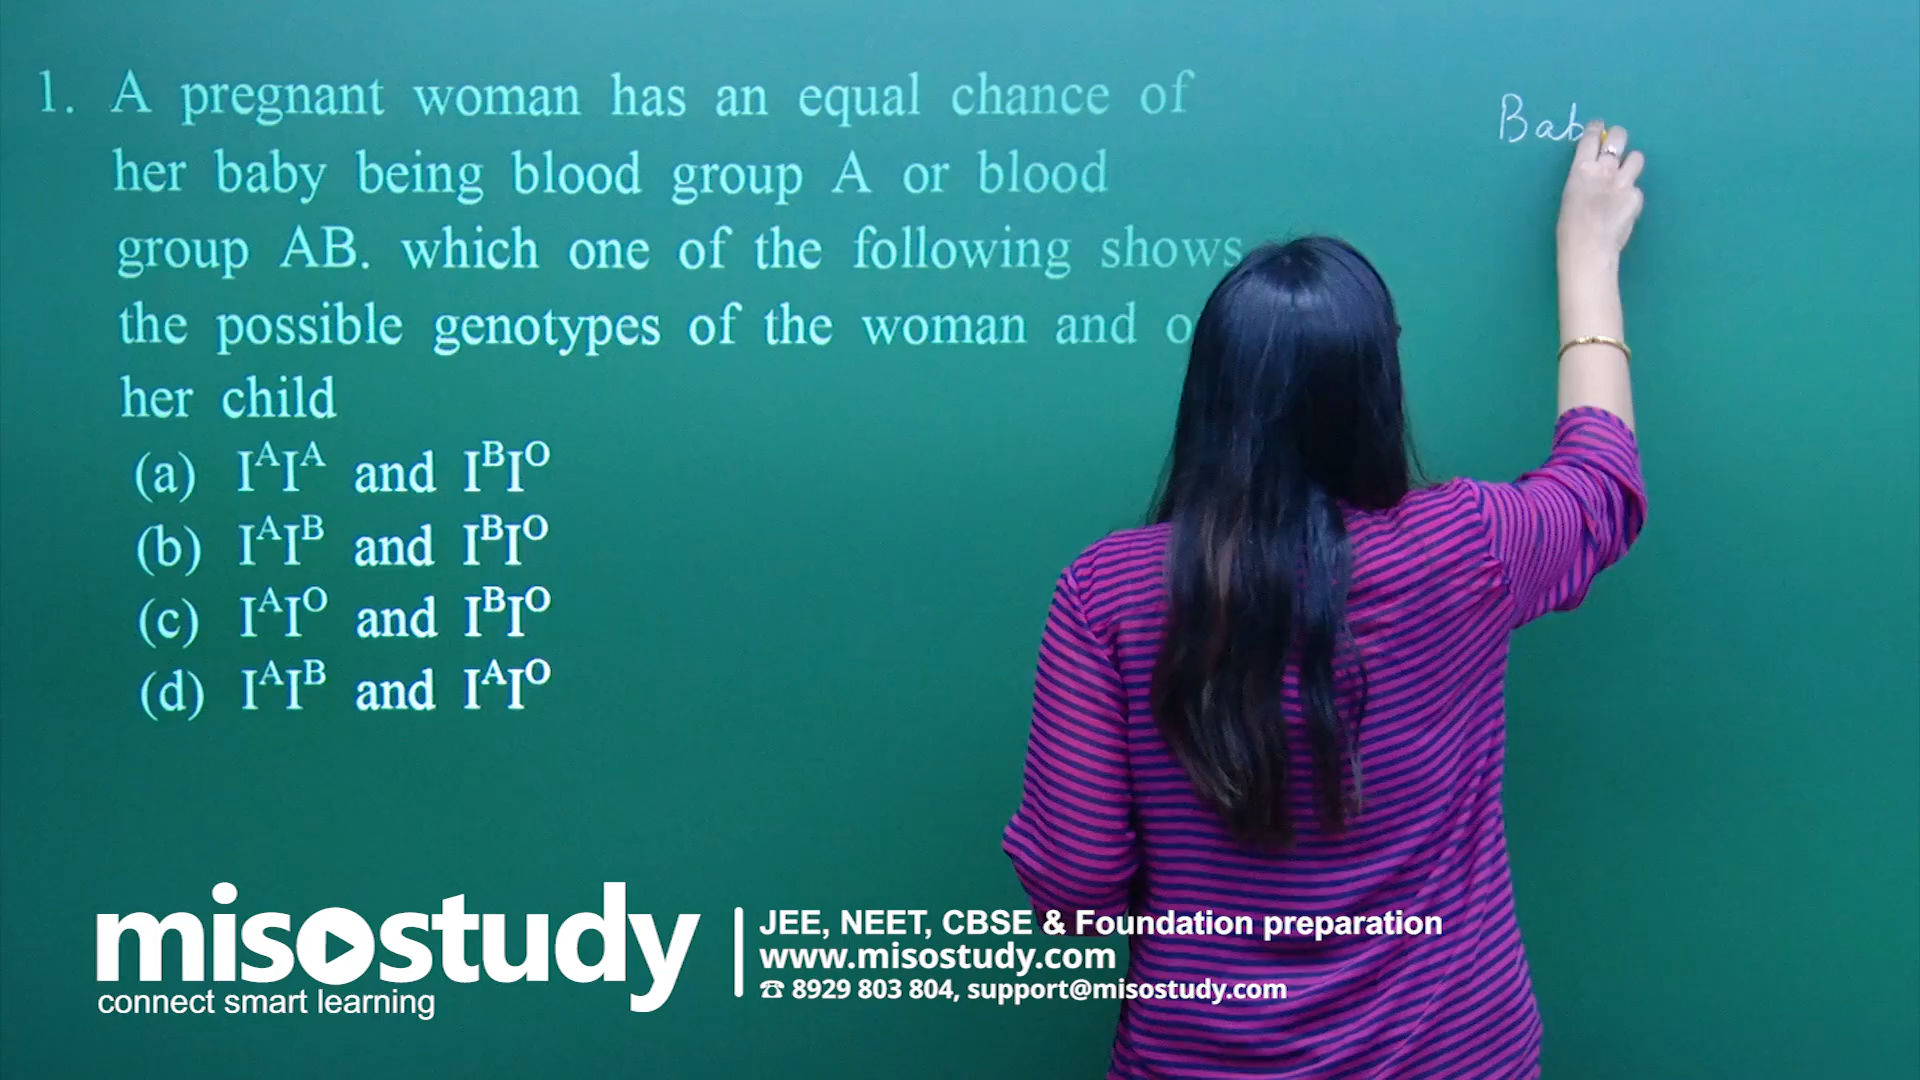 1. A pregnant woman has an equal chance of
her baby being blood group A or blood
group AB. which one of the following shows
the possible genotypes of the woman and
her child
(a) IᴬIᴬ and IᴮIᴼ
(b) IᴬIᴮ and IᴮIᴼ
(c) IᴬIᴼ and IᴮIᴼ
(d) IᴬIᴮ and IᴬIᴼ
Bab
misostudy
connect smart learning
JEE, NEET, CBSE & Foundation preparation
www.misostudy.com
☎ 8929 803 804, support@misostudy.com